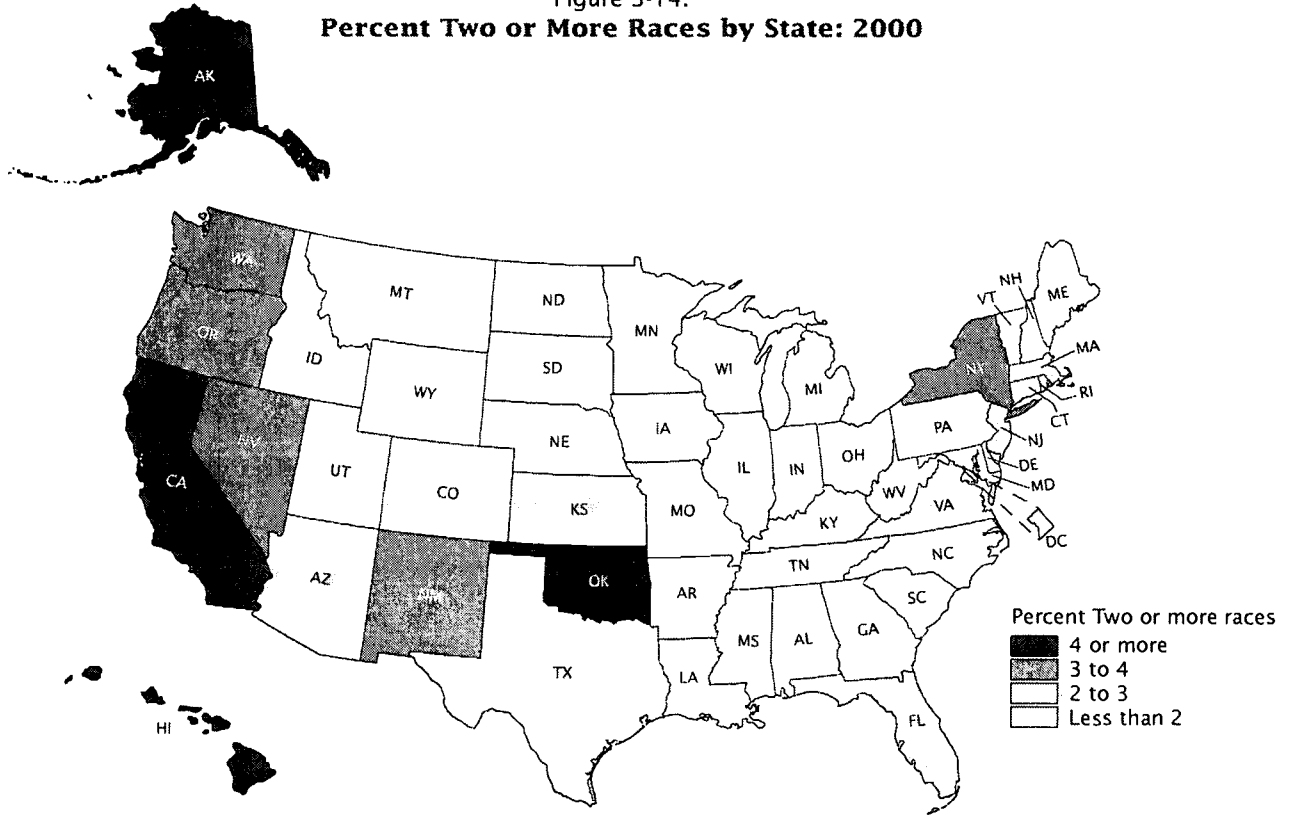 Figure 3-14.
Percent Two or More Races by State: 2000
AK
WA
MT
ND
MN
OR
ID
SD
WI
MI
NY
VT
NH
ME
MA
RI
CT
WY
NE
IA
PA
NJ
DE
MD
DC
NV
UT
CO
KS
MO
IL
IN
OH
WV
VA
KY
CA
AZ
NM
OK
AR
TN
NC
SC
MS
AL
GA
TX
LA
FL
HI
Percent Two or more races
4 or more
3 to 4
2 to 3
Less than 2